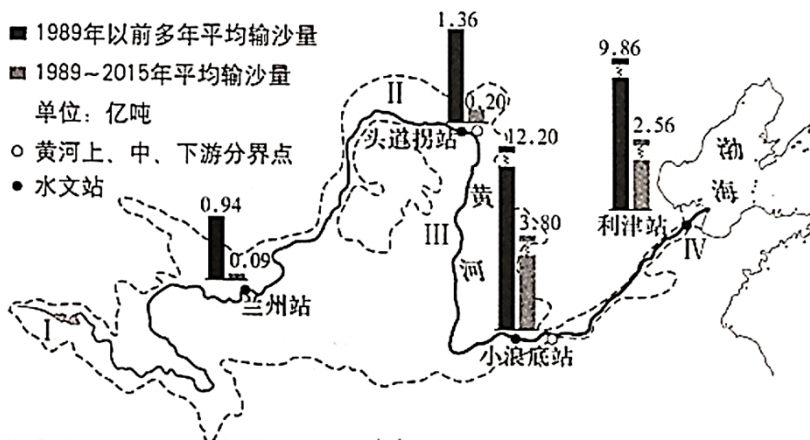 1989年以前多年平均输沙量
1989~2015年平均输沙量
单位：亿吨
黄河上、中、下游分界点
水文站
1.36
0.20
头道拐站
II
12.20
3.80
小浪底站
9.86
2.56
利津站
渤海
黄河
III
IV
0.94
0.09
兰州站
I